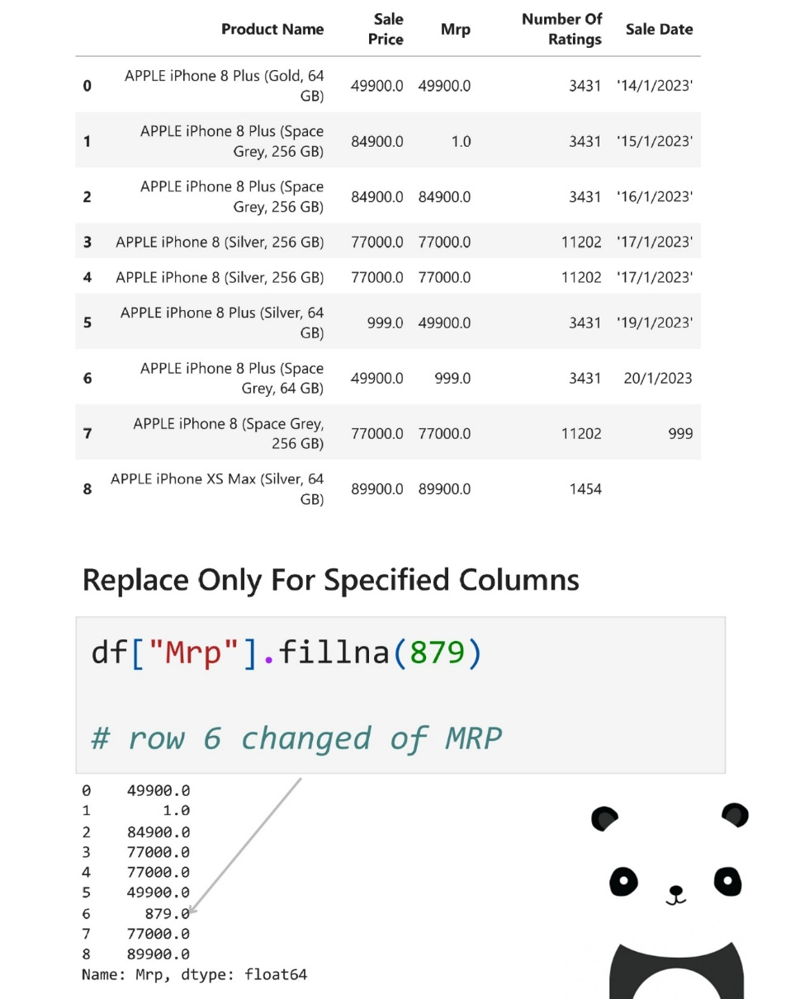 Product Name Sale Price Mrp Number Of Ratings Sale Date
0 APPLE iPhone 8 Plus (Gold, 64 GB) 49900.0 49900.0 3431 '14/1/2023'
1 APPLE iPhone 8 Plus (Space Grey, 256 GB) 84900.0 1.0 3431 '15/1/2023'
2 APPLE iPhone 8 Plus (Space Grey, 256 GB) 84900.0 84900.0 3431 '16/1/2023'
3 APPLE iPhone 8 (Silver, 256 GB) 77000.0 77000.0 11202 '17/1/2023'
4 APPLE iPhone 8 (Silver, 256 GB) 77000.0 77000.0 11202 '17/1/2023'
5 APPLE iPhone 8 Plus (Silver, 64 GB) 999.0 49900.0 3431 '19/1/2023'
6 APPLE iPhone 8 Plus (Space Grey, 64 GB) 49900.0 999.0 3431 20/1/2023
7 APPLE iPhone 8 (Space Grey, 256 GB) 77000.0 77000.0 11202 999
8 APPLE iPhone XS Max (Silver, 64 GB) 89900.0 89900.0 1454
Replace Only For Specified Columns
df["Mrp"].fillna(879)
# row 6 changed of MRP
0 49900.0
1 1.0
2 84900.0
3 77000.0
4 77000.0
5 49900.0
6 879.0
7 77000.0
8 89900.0
Name: Mrp, dtype: float64